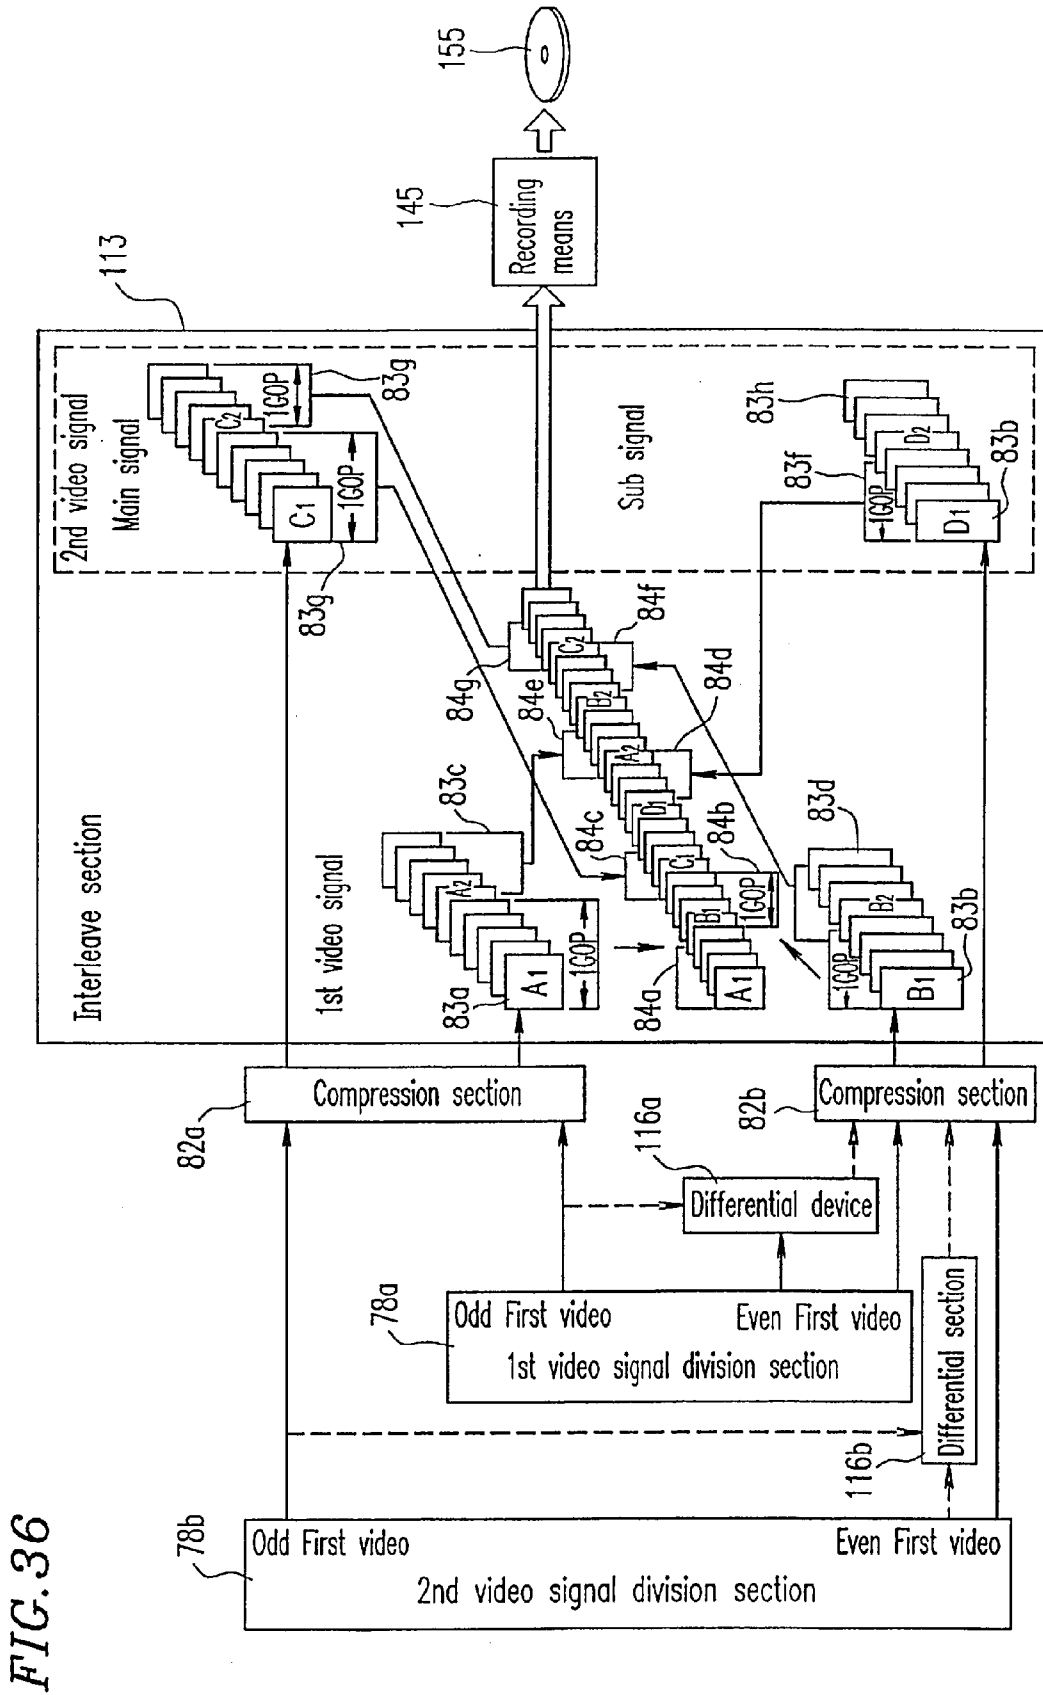 FIG. 36
78b
Odd First video
Even First video
2nd video signal division section
78a
Odd First video
Even First video
1st video signal division section
116a
Differential device
116b
Differential section
82a
Compression section
82b
Compression section
113
Interleave section
1st video signal
2nd video signal
Main signal
Sub signal
83a
A1
A2
1GOP
83c
83g
C1
C2
1GOP
1GOP
83g
84a
A1
B1
1GOP
84b
84c
C1
D1
84d
A2
84e
B2
84f
C2
84g
B1
B2
1GOP
83b
83d
D1
D2
1GOP
83f
83h
83b
145
Recording
means
155